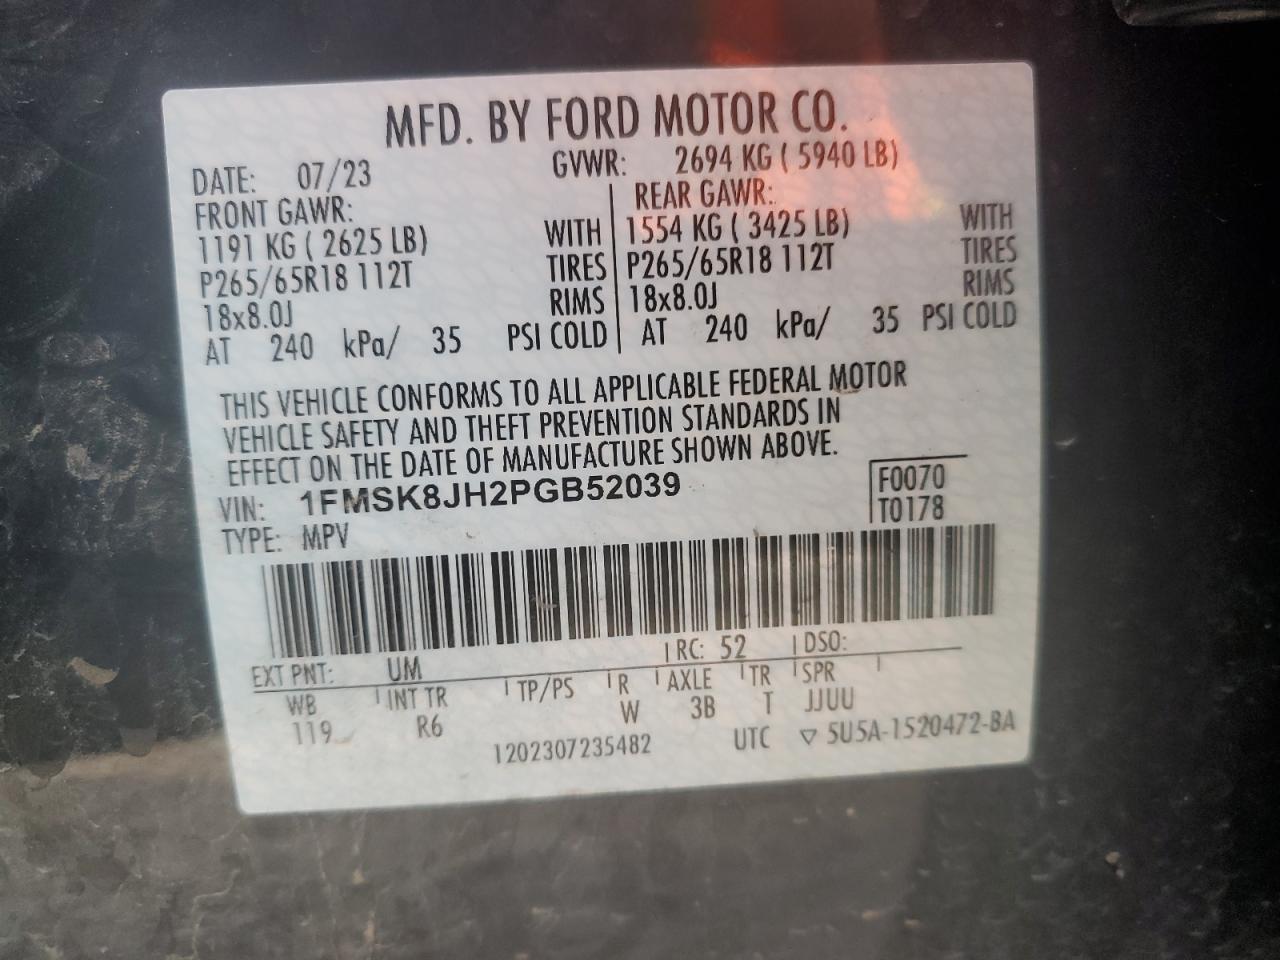 MFD. BY FORD MOTOR CO.
DATE: 07/23 GVWR: 2694 KG ( 5940 LB)
FRONT GAWR: REAR GAWR:
1191 KG ( 2625 LB) WITH 1554 KG ( 3425 LB) WITH
P265/65R18 112T TIRES P265/65R18 112T TIRES
18x8.0J RIMS 18x8.0J RIMS
AT 240 kPa/ 35 PSI COLD AT 240 kPa/ 35 PSI COLD
THIS VEHICLE CONFORMS TO ALL APPLICABLE FEDERAL MOTOR
VEHICLE SAFETY AND THEFT PREVENTION STANDARDS IN
EFFECT ON THE DATE OF MANUFACTURE SHOWN ABOVE.
VIN: 1FMSK8JH2PGB52039 F0070
TYPE: MPV T0178
EXT PNT: UM RC: 52 DSO:
WB INT TR TP/PS R AXLE TR SPR
119 R6 W 3B T JJUU
1202307235482 UTC ▽ 5U5A-1520472-BA